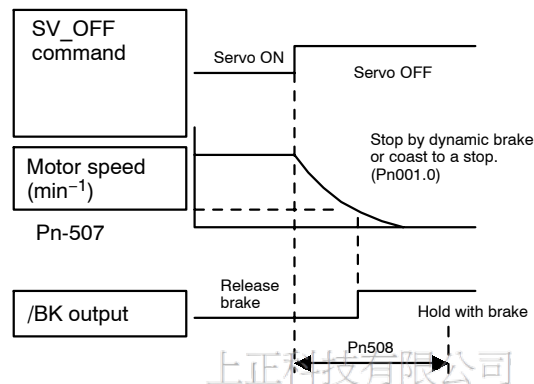 SV_OFF
command
Servo ON
Servo OFF
Stop by dynamic brake
or coast to a stop.
(Pn001.0)
Motor speed
(min⁻¹)
Pn-507
Release
brake
/BK output
Hold with brake
Pn508
上正科技有限公司